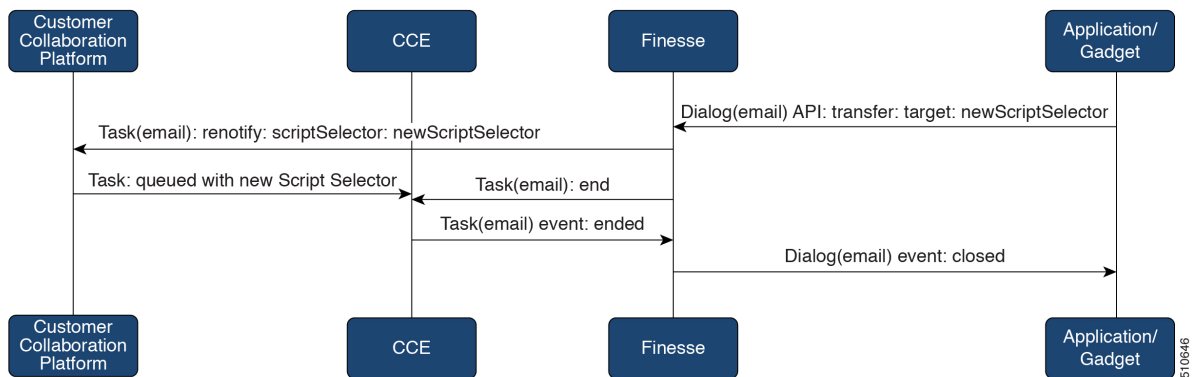 Customer
Collaboration
Platform
CCE
Finesse
Application/
Gadget
Dialog(email) API: transfer: target: newScriptSelector
Task(email): renotify: scriptSelector: newScriptSelector
Task: queued with new Script Selector
Task(email): end
Task(email) event: ended
Dialog(email) event: closed
Customer
Collaboration
Platform
CCE
Finesse
Application/
Gadget
510646